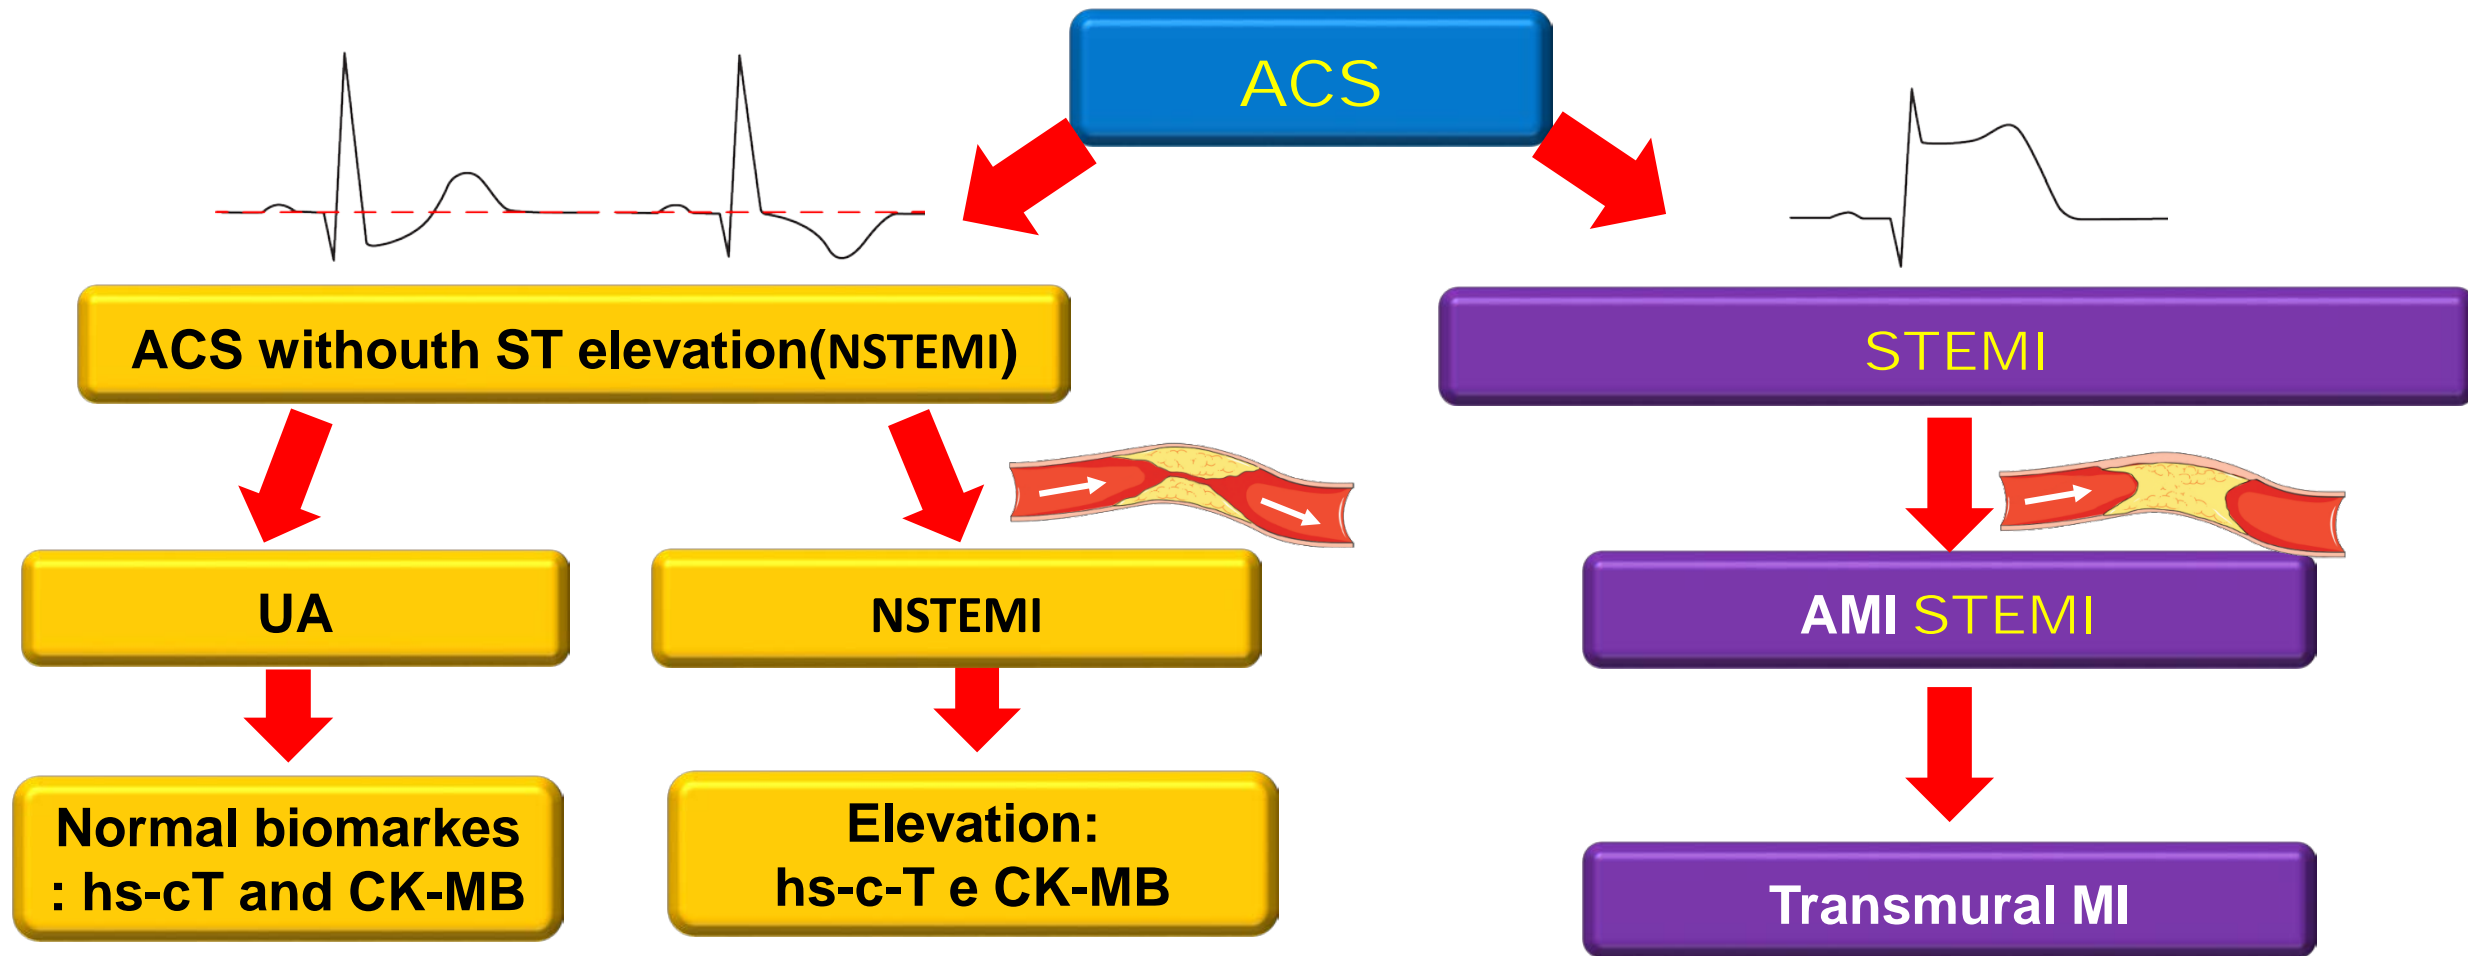 ACS
ACS withouth ST elevation(NSTEMI)
STEMI
UA
NSTEMI
AMI STEMI
Normal biomarkes
: hs-cT and CK-MB
Elevation:
hs-c-T e CK-MB
Transmural MI